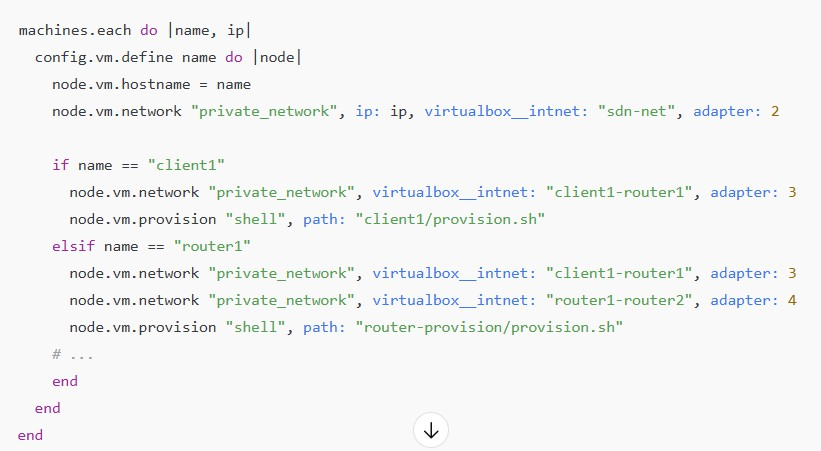 machines.each do |name, ip|
  config.vm.define name do |node|
    node.vm.hostname = name
    node.vm.network "private_network", ip: ip, virtualbox__intnet: "sdn-net", adapter: 2

    if name == "client1"
      node.vm.network "private_network", virtualbox__intnet: "client1-router1", adapter: 3
      node.vm.provision "shell", path: "client1/provision.sh"
    elsif name == "router1"
      node.vm.network "private_network", virtualbox__intnet: "client1-router1", adapter: 3
      node.vm.network "private_network", virtualbox__intnet: "router1-router2", adapter: 4
      node.vm.provision "shell", path: "router-provision/provision.sh"
    # ...
    end
  end
end